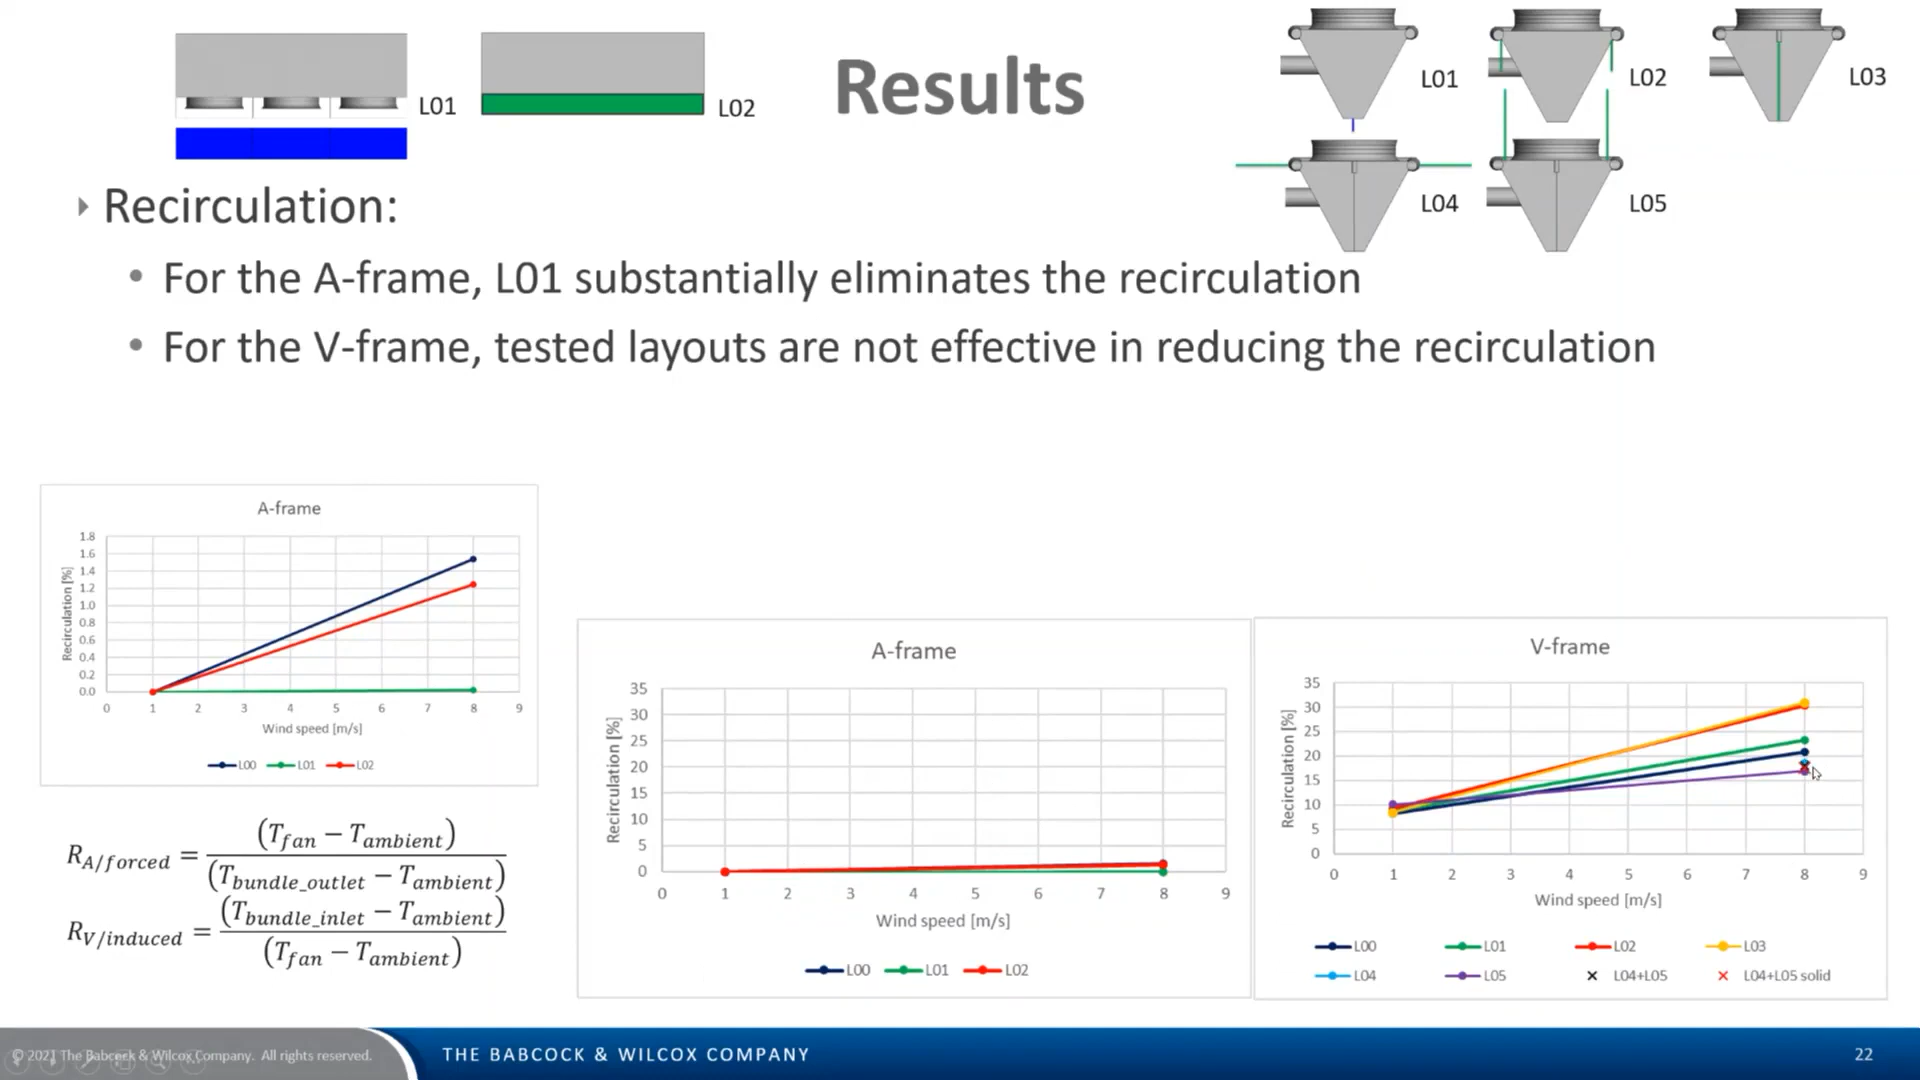 L01
L02
Results
L01
L02
L03
L04
L05
Recirculation:
• For the A-frame, L01 substantially eliminates the recirculation
• For the V-frame, tested layouts are not effective in reducing the recirculation
A-frame
Recirculation [%]
1.8
1.6
1.4
1.2
1.0
0.8
0.6
0.4
0.2
0.0
0 1 2 3 4 5 6 7 8 9
Wind speed [m/s]
L00 L01 L02
R_{A/forced} = (T_{fan} − T_{ambient}) / (T_{bundle_outlet} − T_{ambient})
R_{V/induced} = (T_{bundle_inlet} − T_{ambient}) / (T_{fan} − T_{ambient})
A-frame
Recirculation [%]
35
30
25
20
15
10
5
0
0 1 2 3 4 5 6 7 8 9
Wind speed [m/s]
L00 L01 L02
V-frame
Recirculation [%]
35
30
25
20
15
10
5
0
0 1 2 3 4 5 6 7 8 9
Wind speed [m/s]
L00 L01 L02 L03
L04 L05 L04+L05 L04+L05 solid
© 2021 The Babcock & Wilcox Company. All rights reserved.
THE BABCOCK & WILCOX COMPANY
22